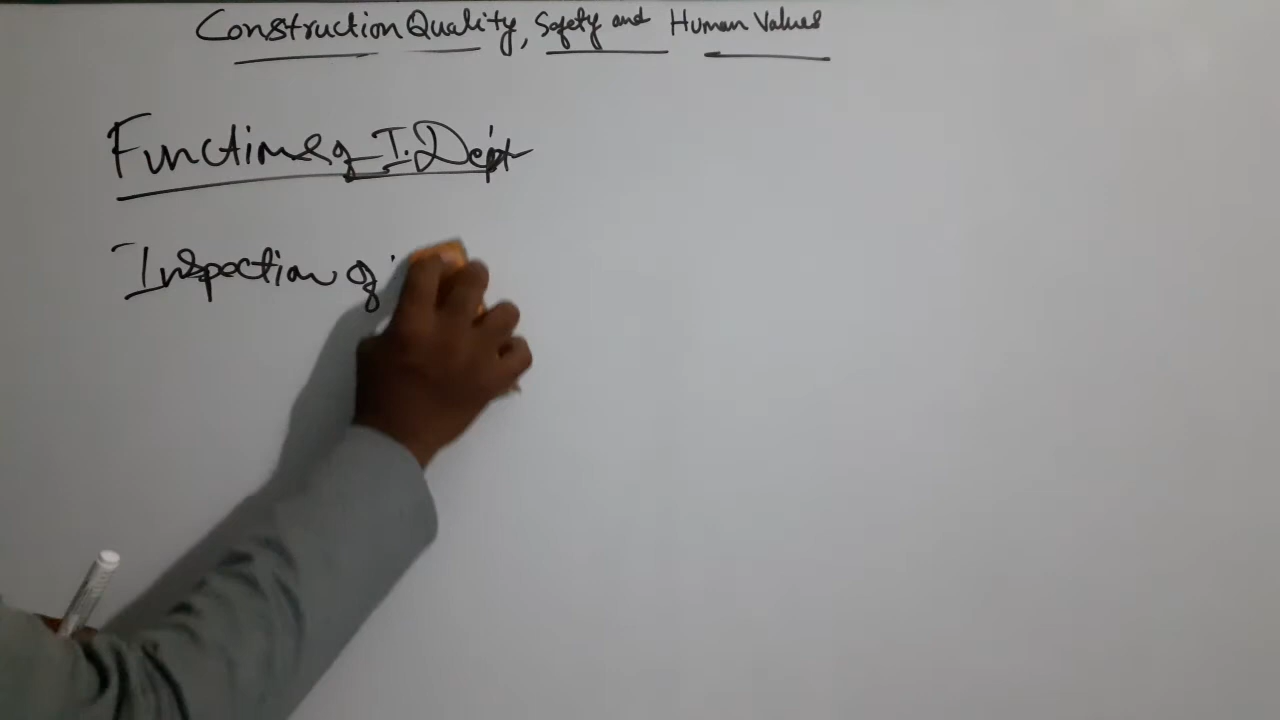 Construction Quality, Safety and Human Values
Functions of I. Dept
Inspection of